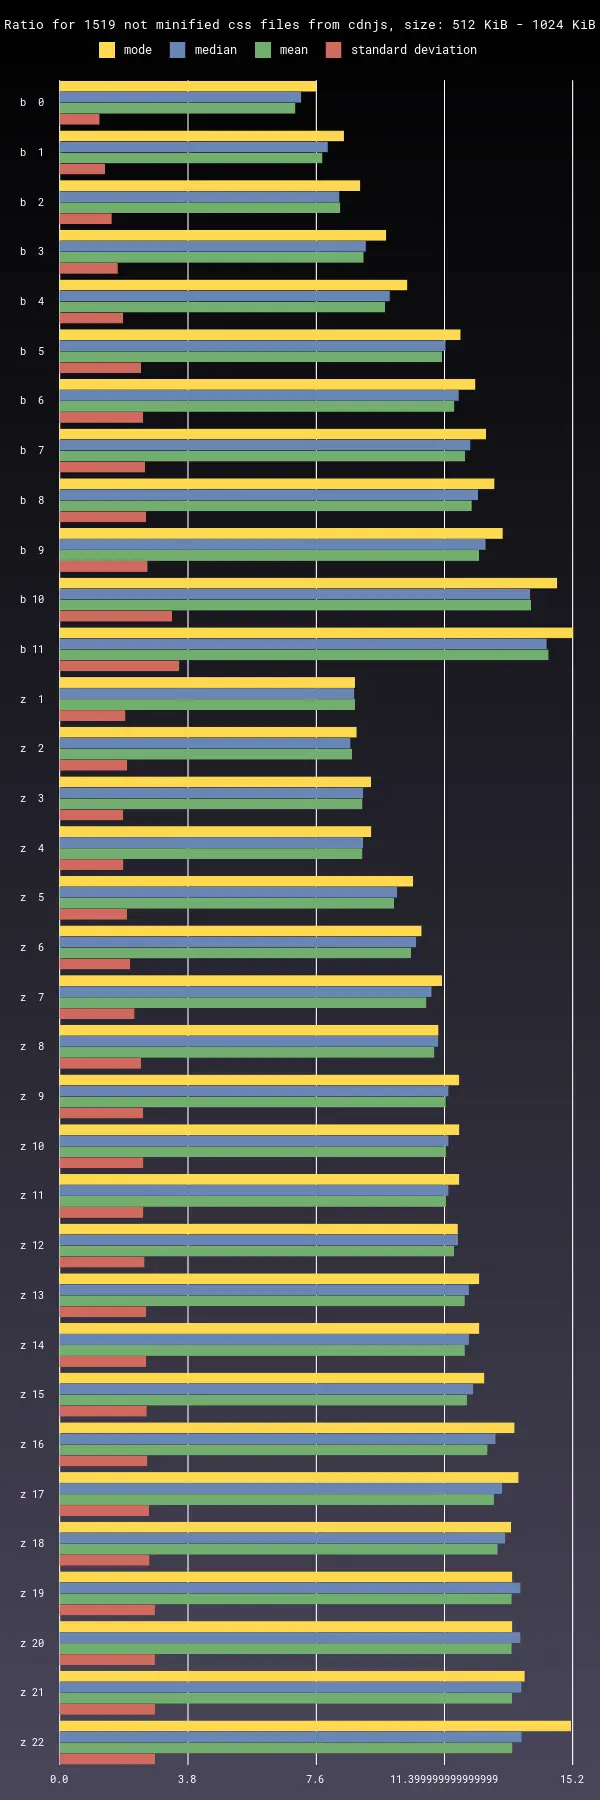 Ratio for 1519 not minified css files from cdnjs, size: 512 KiB - 1024 KiB
mode median mean standard deviation
b 0
b 1
b 2
b 3
b 4
b 5
b 6
b 7
b 8
b 9
b 10
b 11
z 1
z 2
z 3
z 4
z 5
z 6
z 7
z 8
z 9
z 10
z 11
z 12
z 13
z 14
z 15
z 16
z 17
z 18
z 19
z 20
z 21
z 22
0.0 3.8 7.6 11.399999999999999 15.2